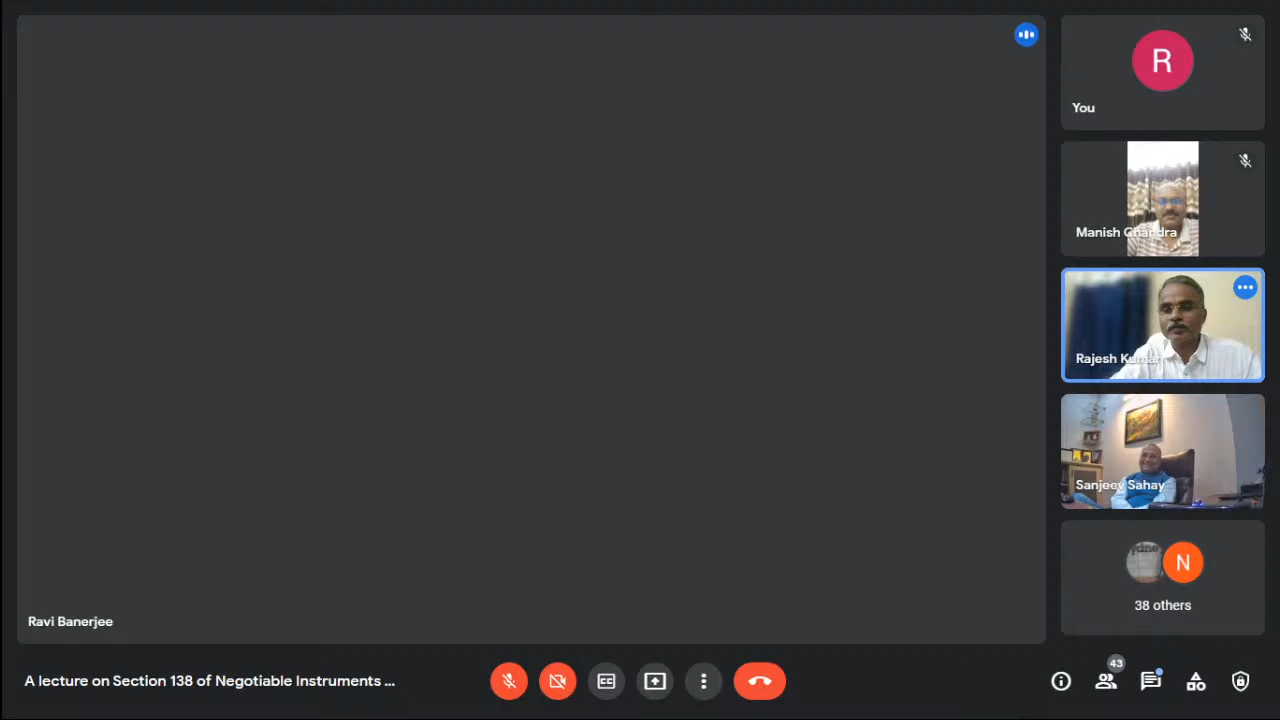 R
You
Manish Chandra
Rajesh Kumar
Sanjeev Sahay
N
38 others
Ravi Banerjee
A lecture on Section 138 of Negotiable Instruments ...
CC
43